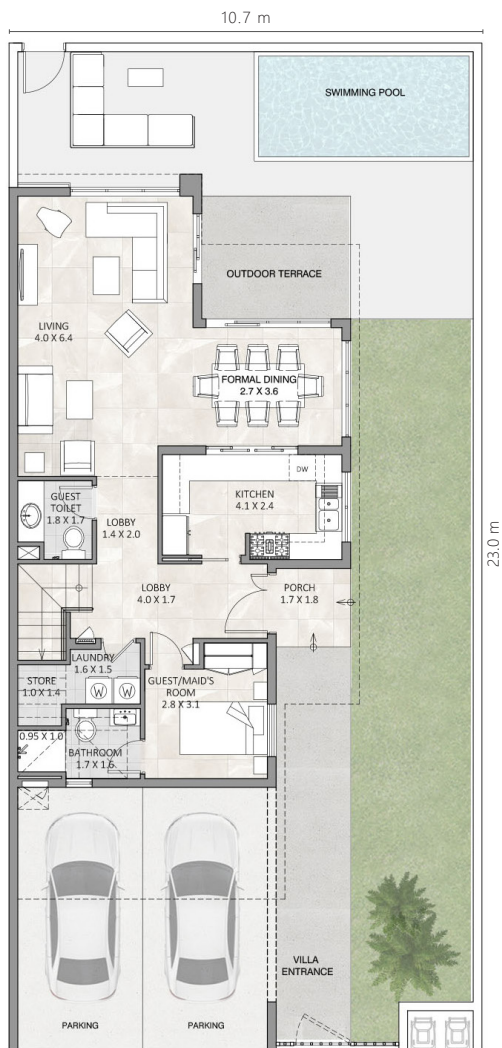 10.7 m
SWIMMING POOL
OUTDOOR TERRACE
LIVING
4.0 X 6.4
FORMAL DINING
2.7 X 3.6
DW
KITCHEN
4.1 X 2.4
GUEST
TOILET
1.8 X 1.7
LOBBY
1.4 X 2.0
23.0 m
LOBBY
4.0 X 1.7
PORCH
1.7 X 1.8
LAUNDRY
1.6 X 1.5
STORE
1.0 X 1.4
W W
GUEST/MAID'S
ROOM
2.8 X 3.1
0.95 X 1.0
BATHROOM
1.7 X 1.6
VILLA
ENTRANCE
PARKING
PARKING